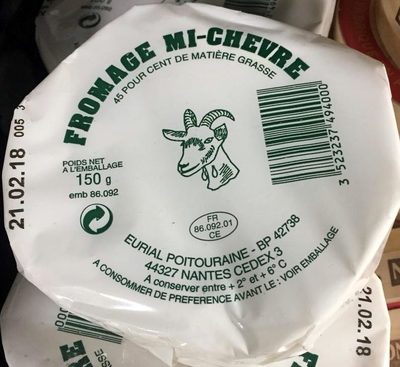 FROMAGE MI-CHEVRE
45 POUR CENT DE MATIÈRE GRASSE
21.02.18 005 3
POIDS NET
A L'EMBALLAGE
150 g
emb 86.092
3 523237 494000
FR
86.092.01
CE
EURIAL POITOURAINE - BP 42738
44327 NANTES CEDEX 3
A conserver entre + 2° et + 6° C
A CONSOMMER DE PREFERENCE AVANT LE : VOIR EMBALLAGE
21.02.18